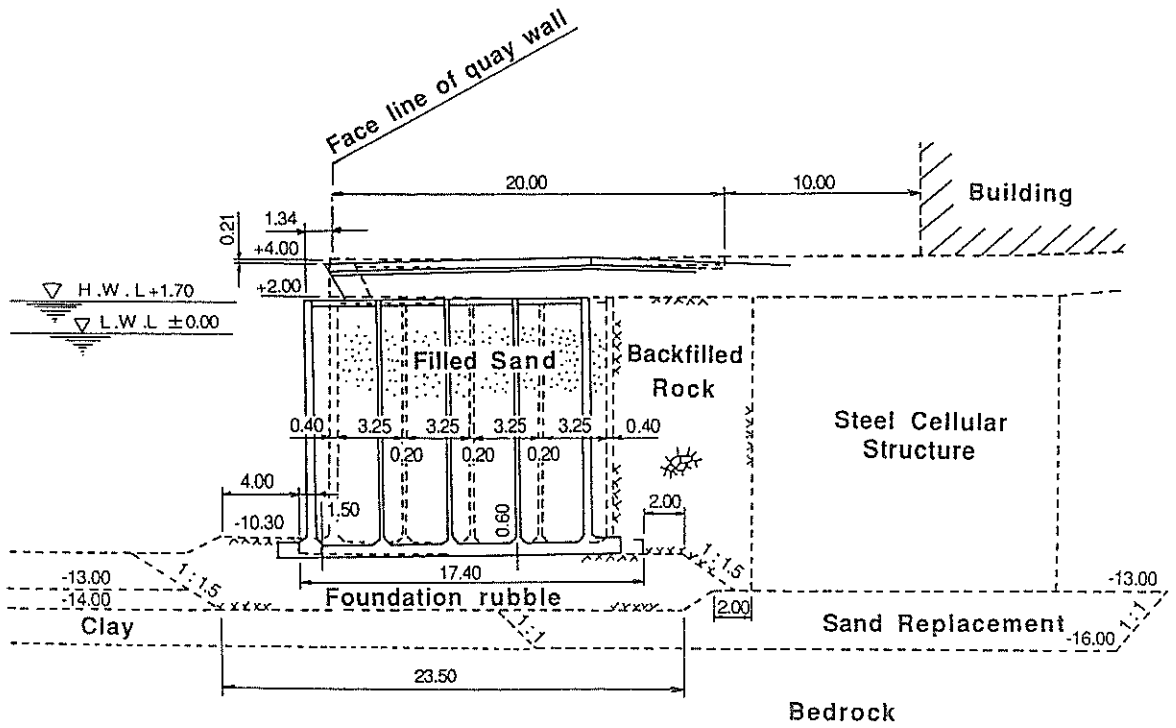 Face line of quay wall
20.00
10.00
Building
1.34
0.21
+4.00
H.W.L+1.70
+2.00
L.W.L ±0.00
Filled Sand
Backfilled
Rock
Steel Cellular
Structure
0.40
3.25
3.25
3.25
3.25
0.40
0.20
0.20
0.20
4.00
1.50
0.60
2.00
-10.30
1:1.5
17.40
1:1.5
-13.00
-13.00
Foundation rubble
2.00
-14.00
Clay
1:1
Sand Replacement
-16.00
1:1
23.50
Bedrock